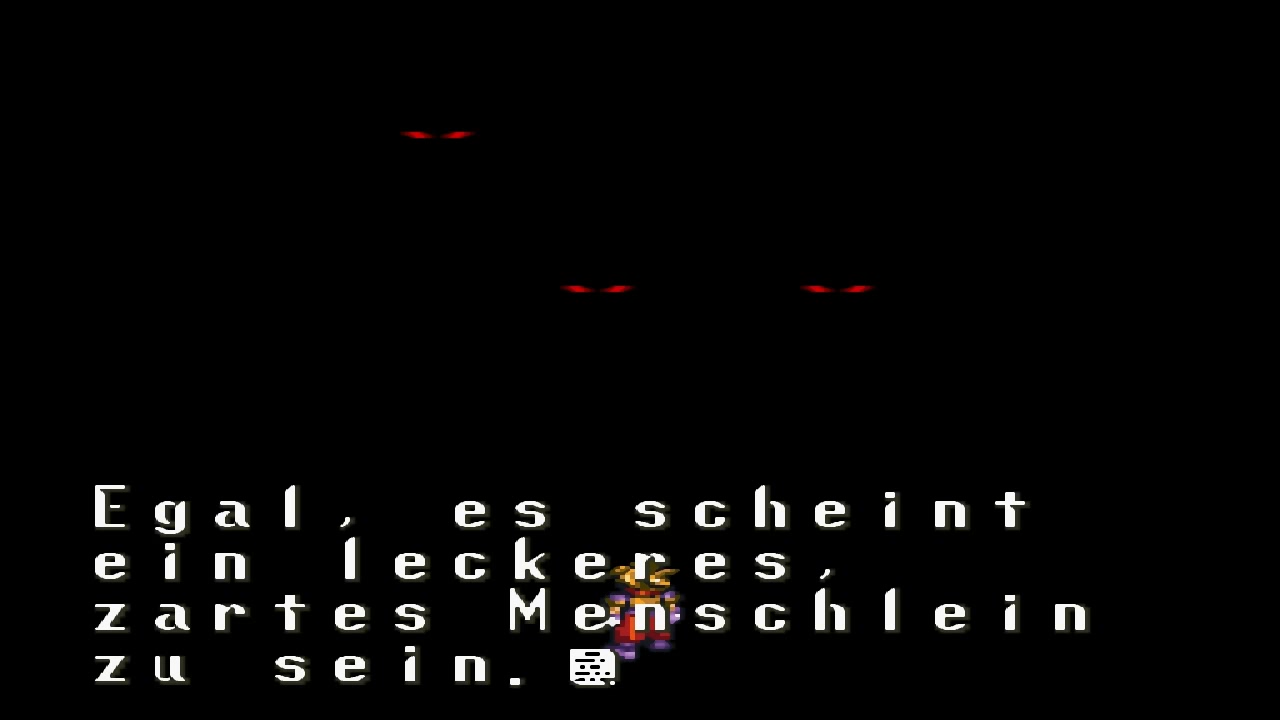 Egal, es scheint
ein leckeres,
zartes Menschlein
zu sein.